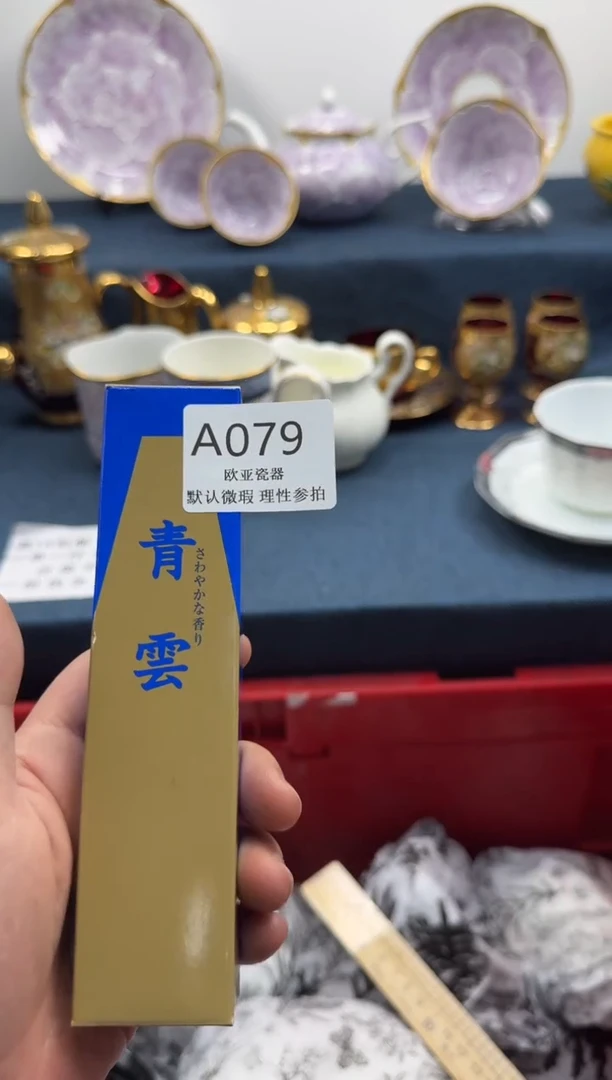 A079
欧亚瓷器
默认微瑕 理性参拍
青雲
さわやかな香り